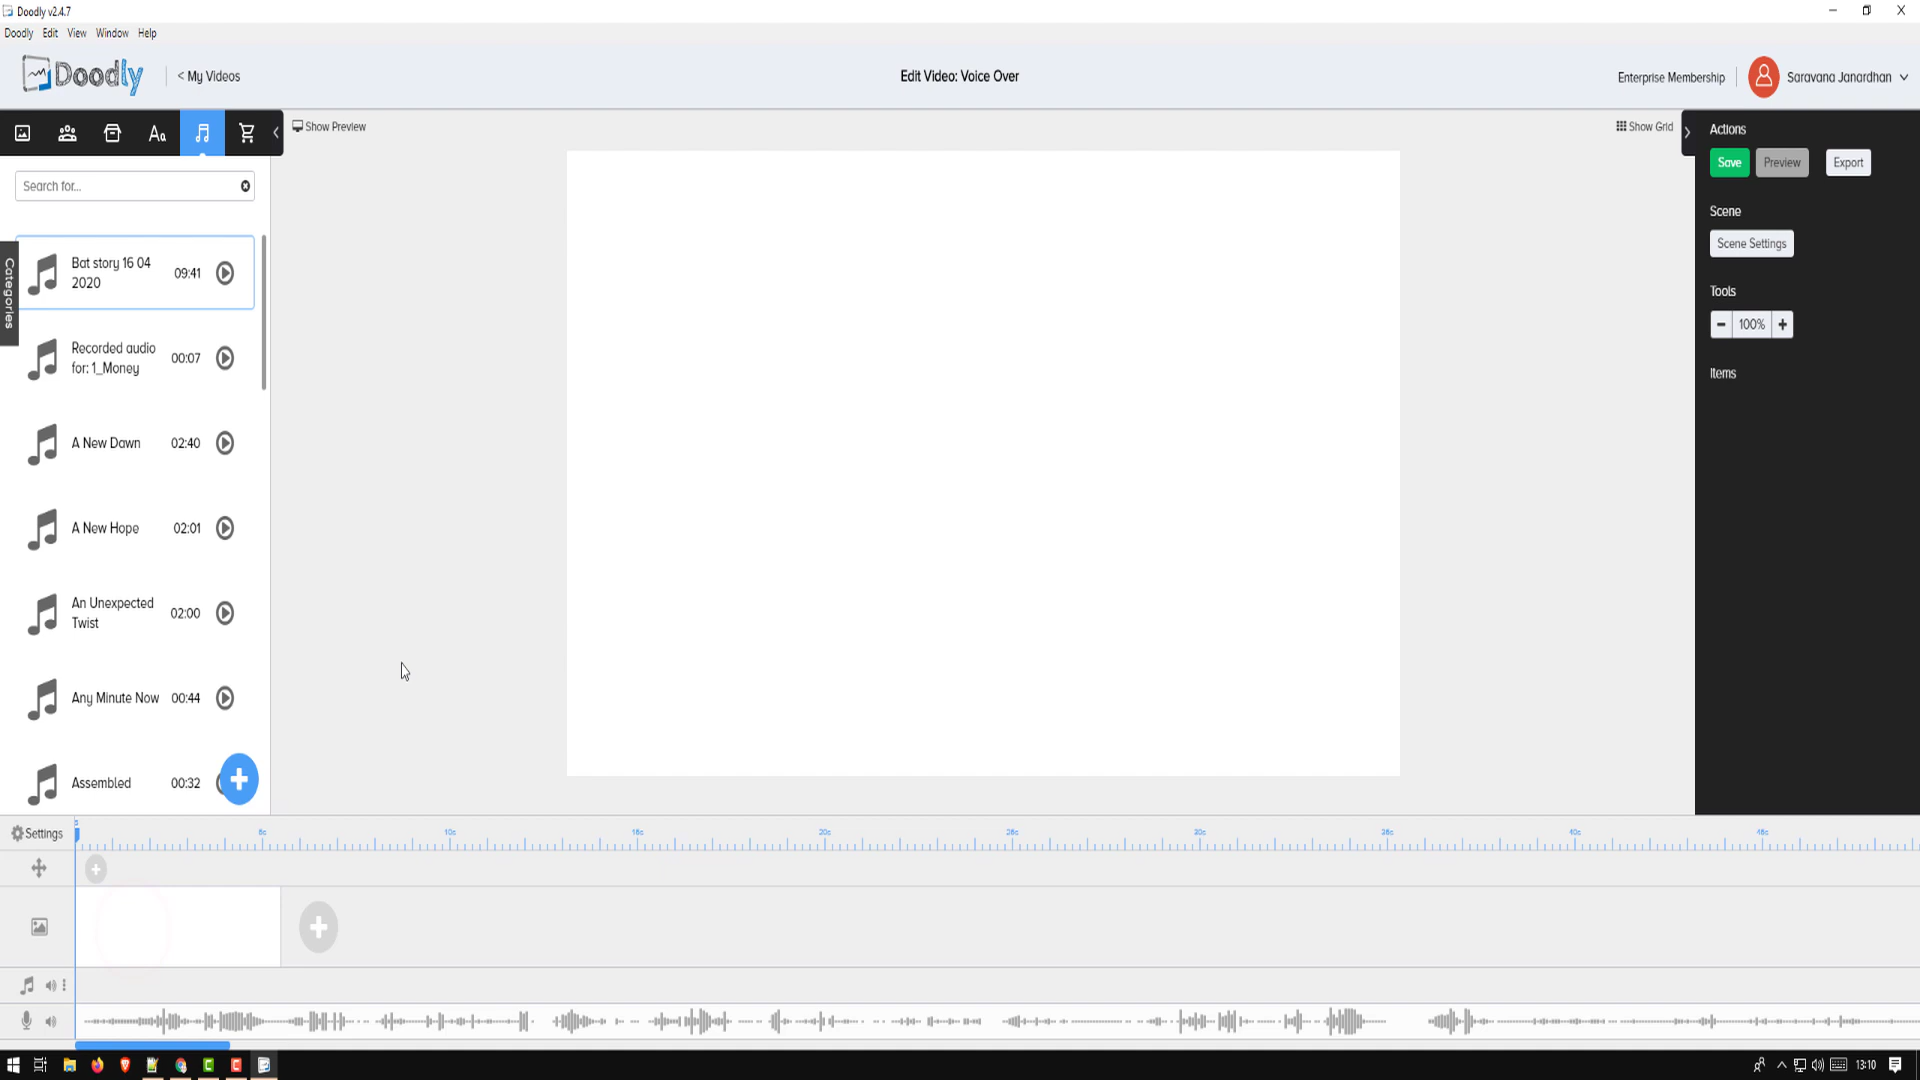 Doodly v2.4.7
Doodly Edit View Window Help
Doodly
< My Videos
Edit Video: Voice Over
Enterprise Membership
Saravana Janardhan
Aa
Show Preview
Show Grid
Actions
Save
Preview
Export
Scene
Scene Settings
Tools
- 100% +
Items
Search for...
Categories
Bat story 16 04
2020
09:41
Recorded audio
for: 1_Money
00:07
A New Dawn
02:40
A New Hope
02:01
An Unexpected
Twist
02:00
Any Minute Now
00:44
Assembled
00:32
Settings
10s
20s
13:10